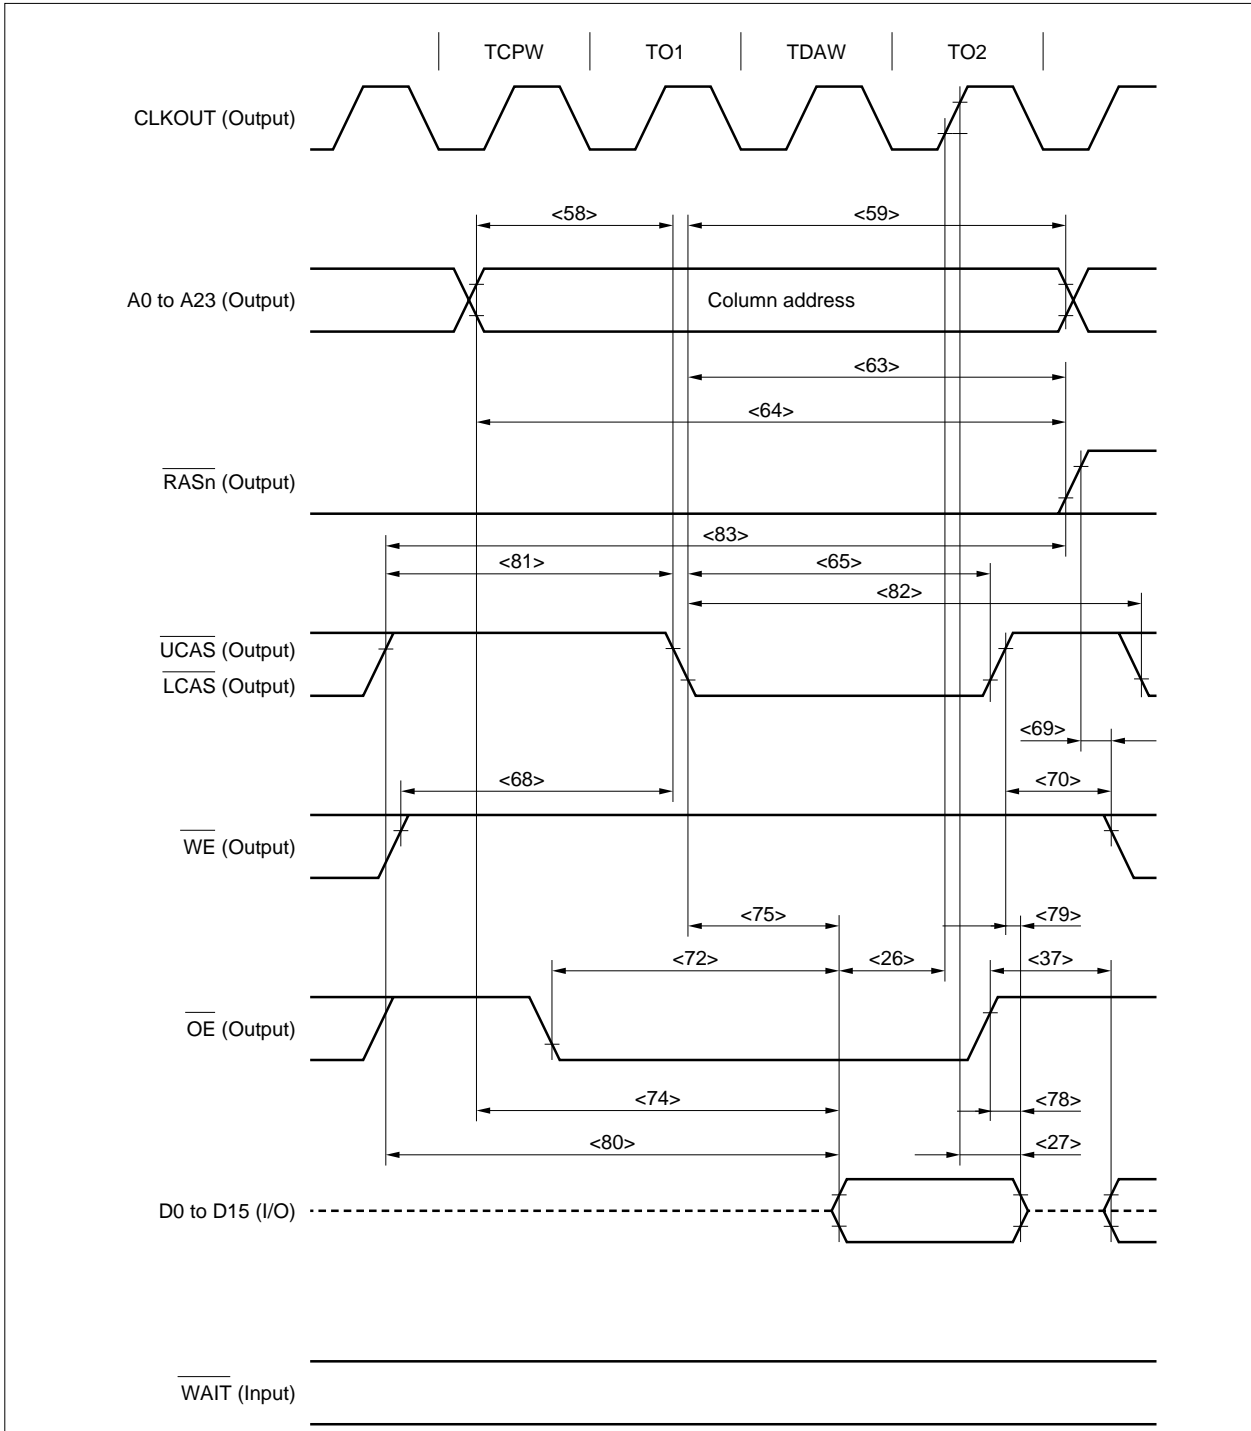 TCPW TO1 TDAW TO2
CLKOUT (Output)
<58> <59>
A0 to A23 (Output) Column address
<63>
<64>
RASn (Output)
<83>
<81> <65>
<82>
UCAS (Output)
LCAS (Output)
<69>
<68> <70>
WE (Output)
<75> <79>
<72> <26> <37>
OE (Output)
<74> <78>
<80> <27>
D0 to D15 (I/O)
WAIT (Input)